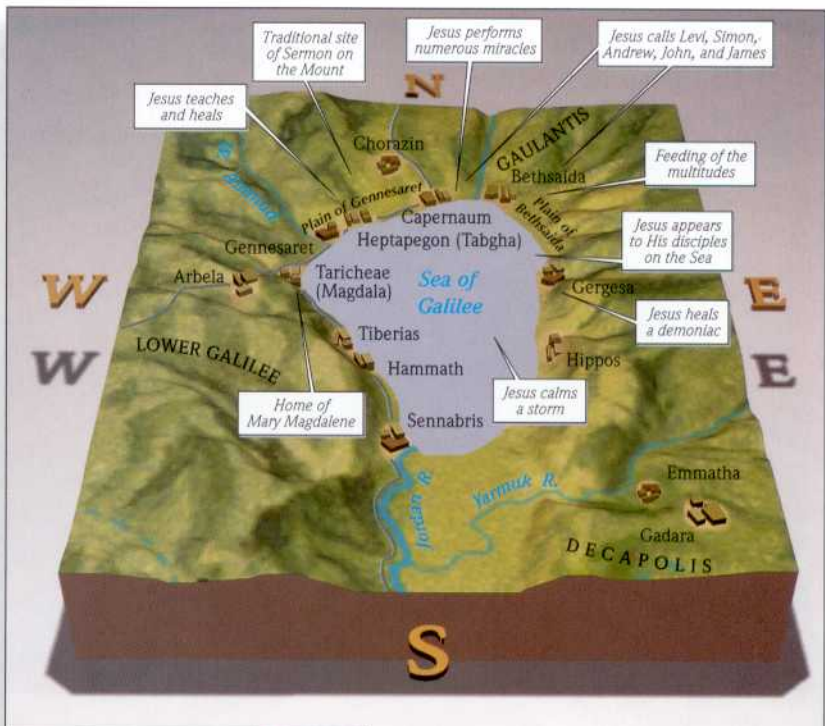 Jesus performs
numerous miracles
Jesus calls Levi, Simon,
Andrew, John, and James
Traditional site
of Sermon on
the Mount
N
Jesus teaches
and heals
Chorazin
GAULANTIS
Bethsaida
Feeding of the
multitudes
Plain of Gennesaret
Plain of
Bethsaida
Capernaum
Heptapegon (Tabgha)
Gennesaret
Jesus appears
to His disciples
on the Sea
Arbela
Taricheae
(Magdala)
Sea of
Galilee
Gergesa
W
E
Jesus heals
a demoniac
Tiberias
LOWER GALILEE
Hippos
W
E
Hammath
Jesus calms
a storm
Home of
Mary Magdalene
Sennabris
Emmatha
Jordan R.
Yarmuk R.
Gadara
DECAPOLIS
S